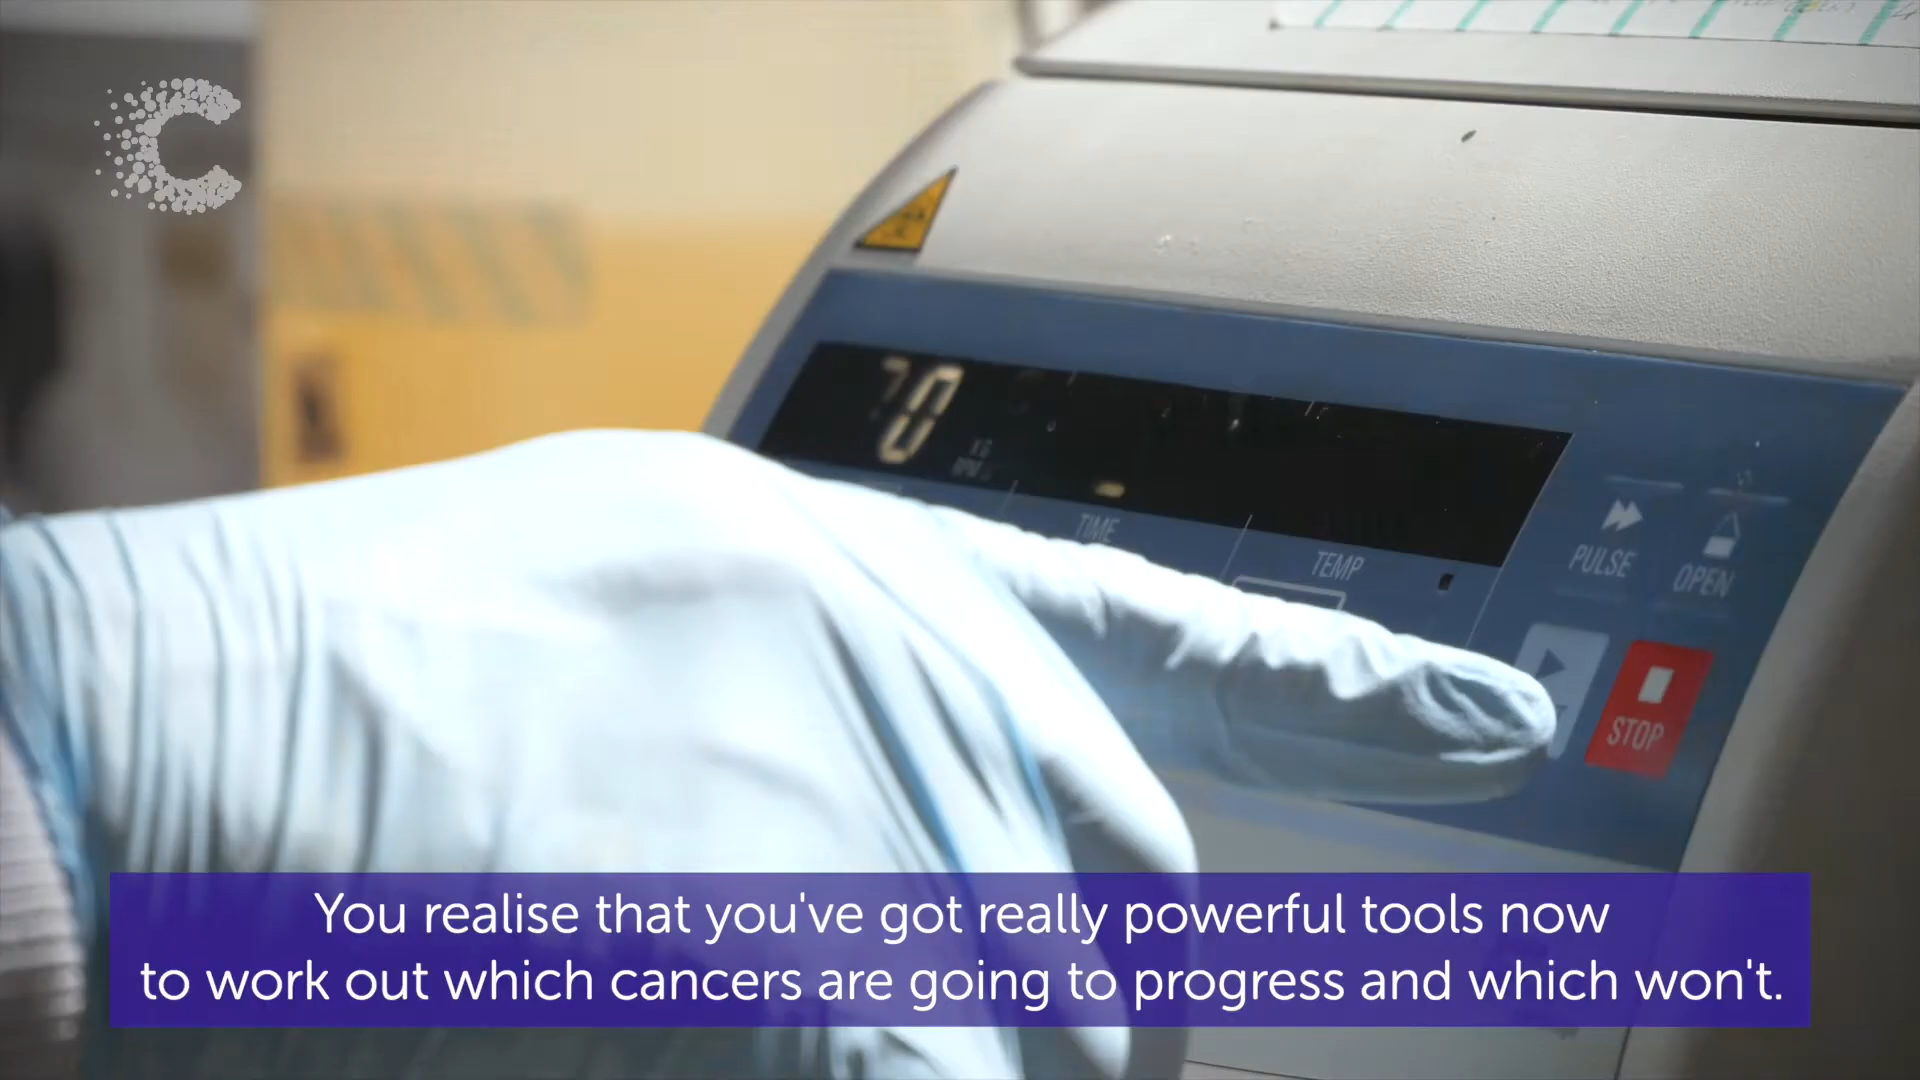 70
TIME
TEMP
PULSE
OPEN
STOP
You realise that you've got really powerful tools now
to work out which cancers are going to progress and which won't.